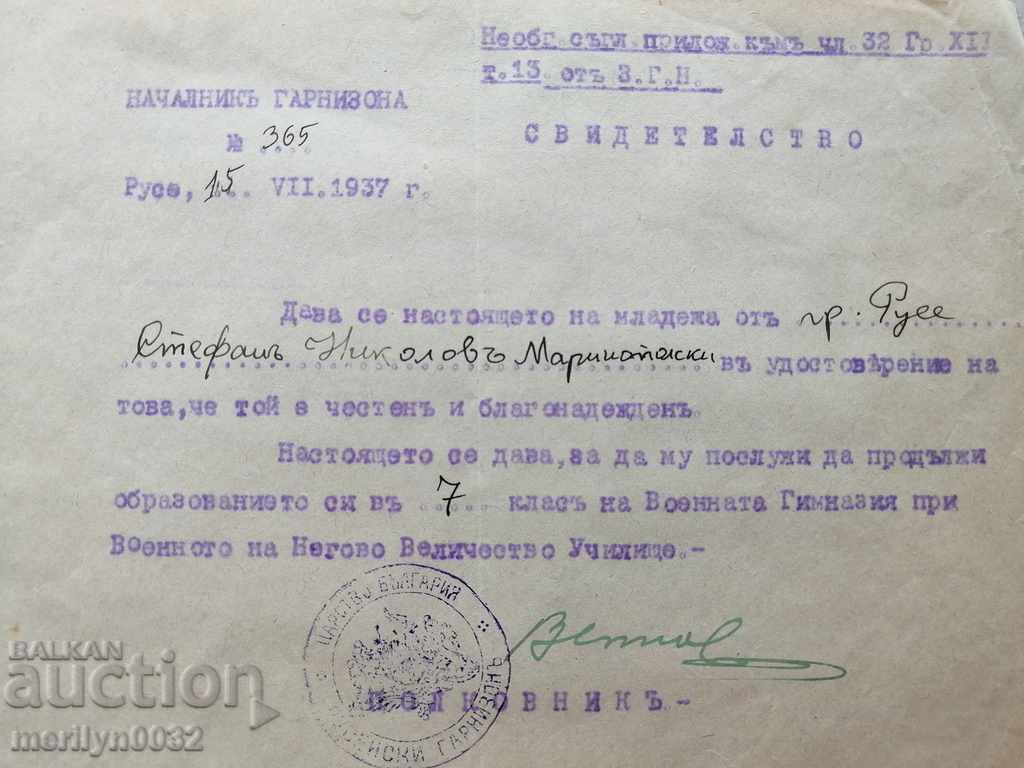 Необг.съгл.прилож.къмъ чл.32 Гр.XII
т.13 отъ З.Г.Н.
НАЧАЛНИКЪ ГАРНИЗОНА
№ 365
Русе, 15. VII.1937 г.
СВИДЕТЕЛСТВО
Дава се настоящето на младежа отъ гр. Русе
Стефанъ Николовъ въ удостовѣрение на
това,че той е честенъ и благонадежденъ.
Настоящето се дава,за да му послужи да продължи
образованието си въ 7 класъ на Военната Гимназия при
Военното на Негово Величество Училище.-
ЦАРСТВО БЪЛГАРИЯ
ГАРНИЗОНЪ
ПОЛКОВНИКЪ-
BALKAN
auction
merilyn0032